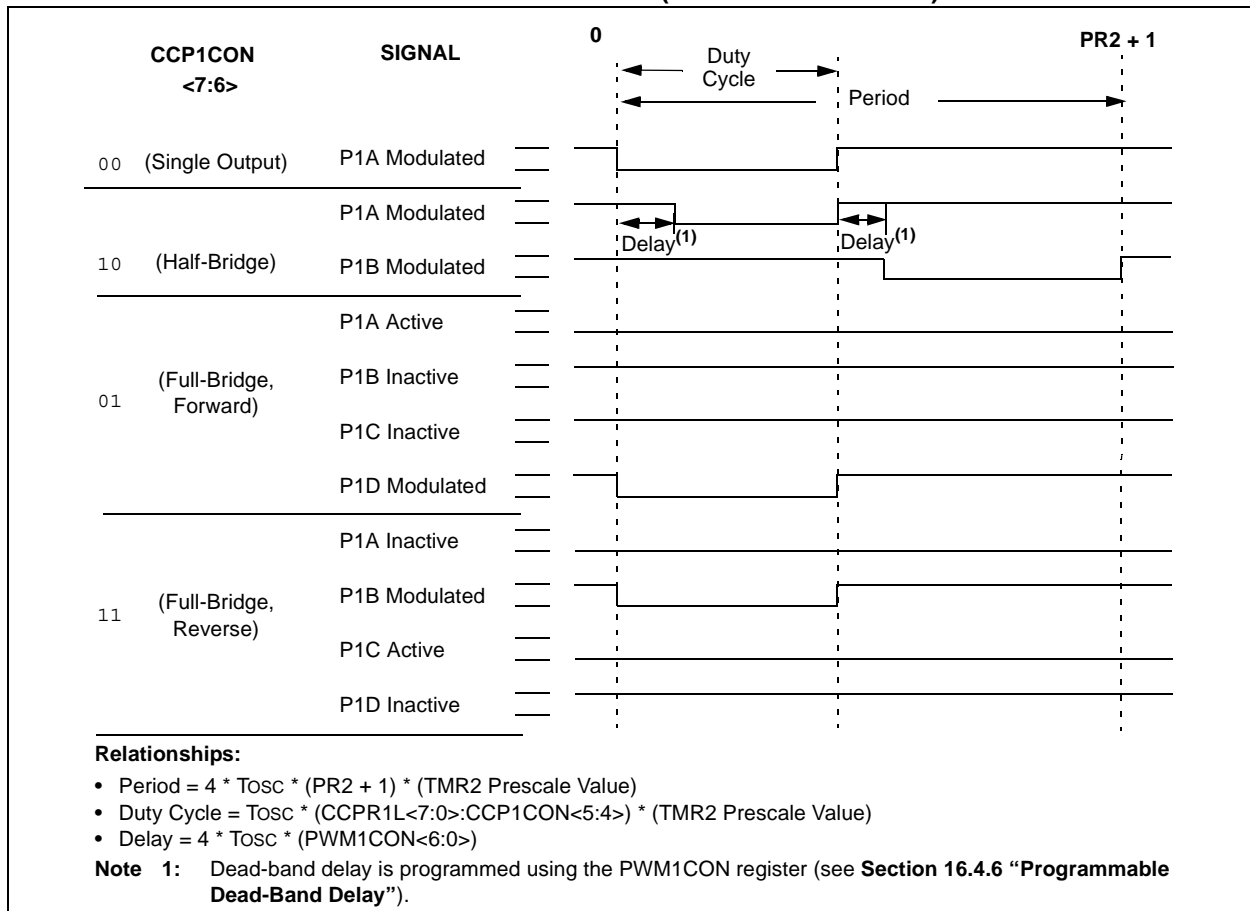 0
PR2 + 1
CCP1CON
<7:6>
SIGNAL
Duty
Cycle
Period
00 (Single Output) P1A Modulated
P1A Modulated
Delay(1) Delay(1)
10 (Half-Bridge) P1B Modulated
P1A Active
P1B Inactive
01 (Full-Bridge,
Forward)
P1C Inactive
P1D Modulated
P1A Inactive
P1B Modulated
11 (Full-Bridge,
Reverse)
P1C Active
P1D Inactive
Relationships:
• Period = 4 * TOSC * (PR2 + 1) * (TMR2 Prescale Value)
• Duty Cycle = TOSC * (CCPR1L<7:0>:CCP1CON<5:4>) * (TMR2 Prescale Value)
• Delay = 4 * TOSC * (PWM1CON<6:0>)
Note 1: Dead-band delay is programmed using the PWM1CON register (see Section 16.4.6 “Programmable
Dead-Band Delay”).